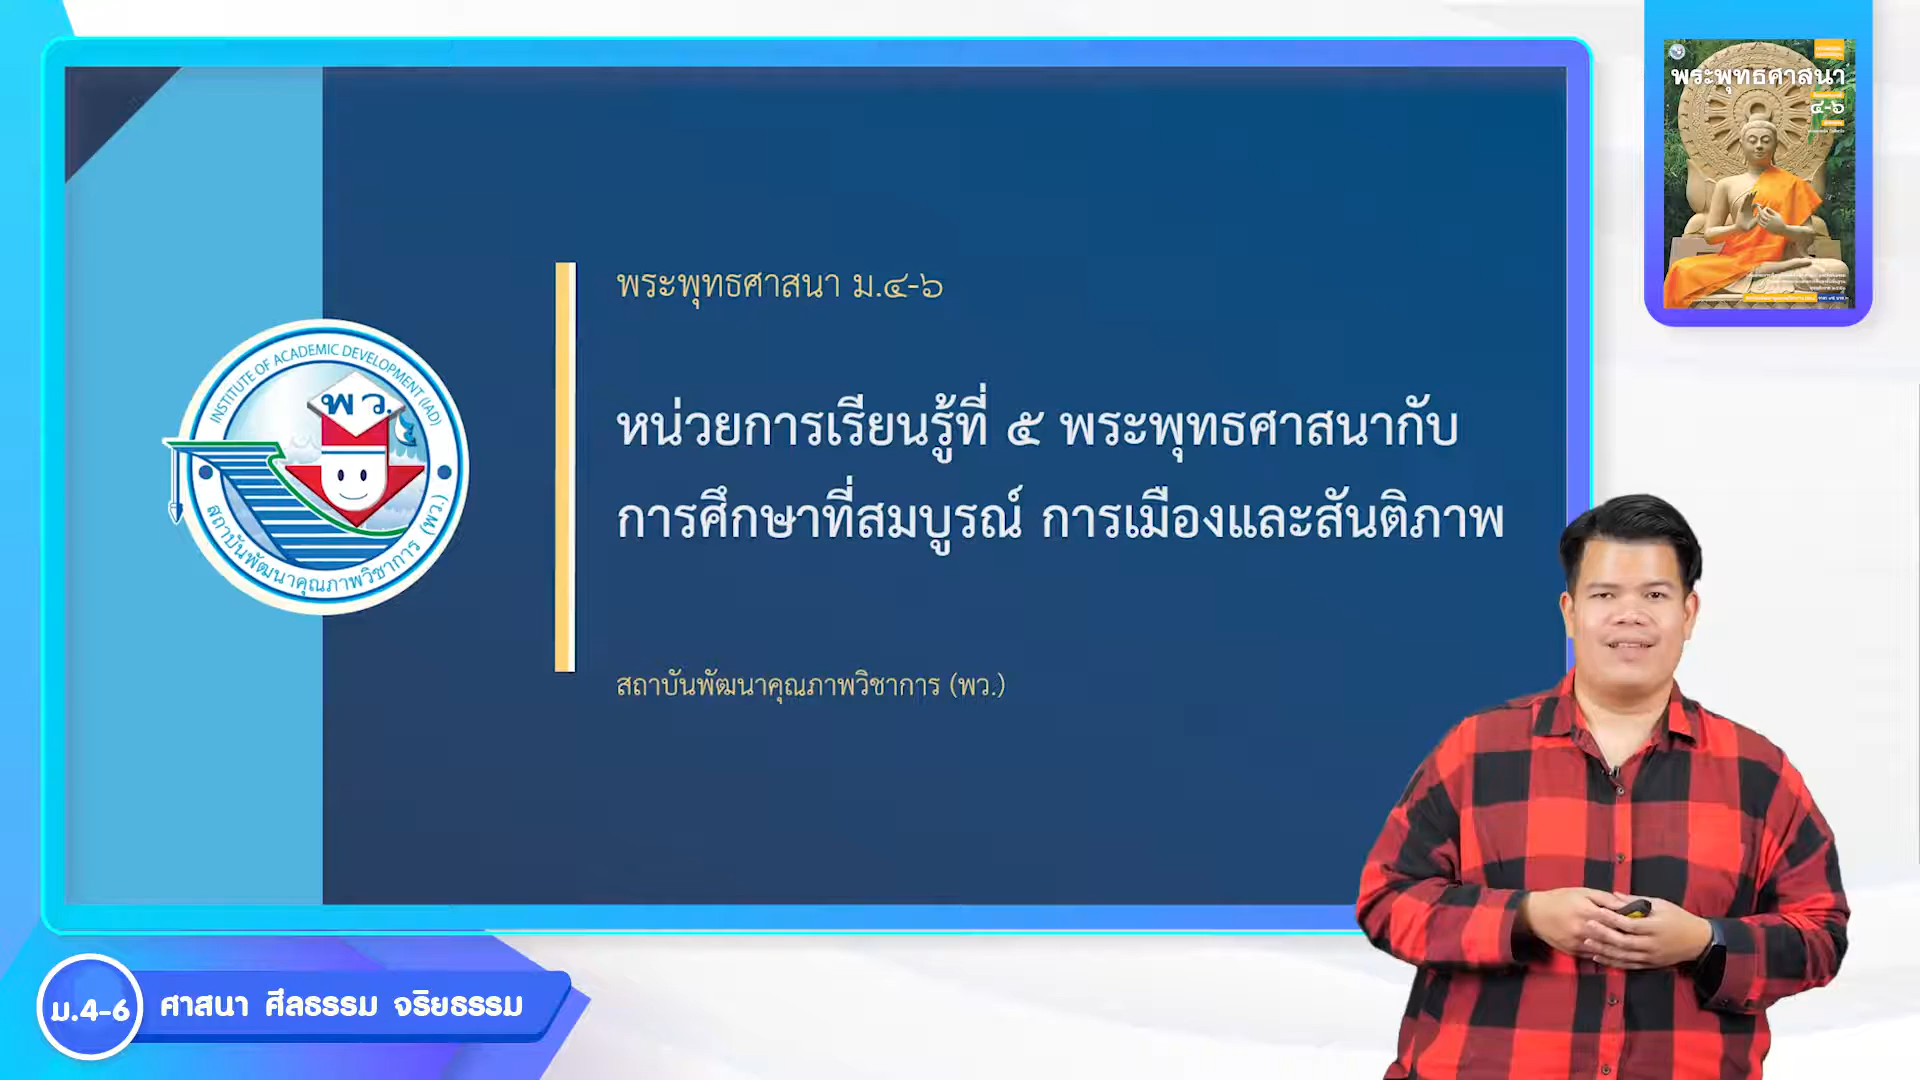 พระพุทธศาสนา ม.๔-๖
หน่วยการเรียนรู้ที่ ๕ พระพุทธศาสนากับ
การศึกษาที่สมบูรณ์ การเมืองและสันติภาพ
สถาบันพัฒนาคุณภาพวิชาการ (พว.)
INSTITUTE OF ACADEMIC DEVELOPMENT (IAD)
พว.
สถาบันพัฒนาคุณภาพวิชาการ (พว.)
พระพุทธศาสนา
๔-๖
ม.4-6 ศาสนา ศีลธรรม จริยธรรม